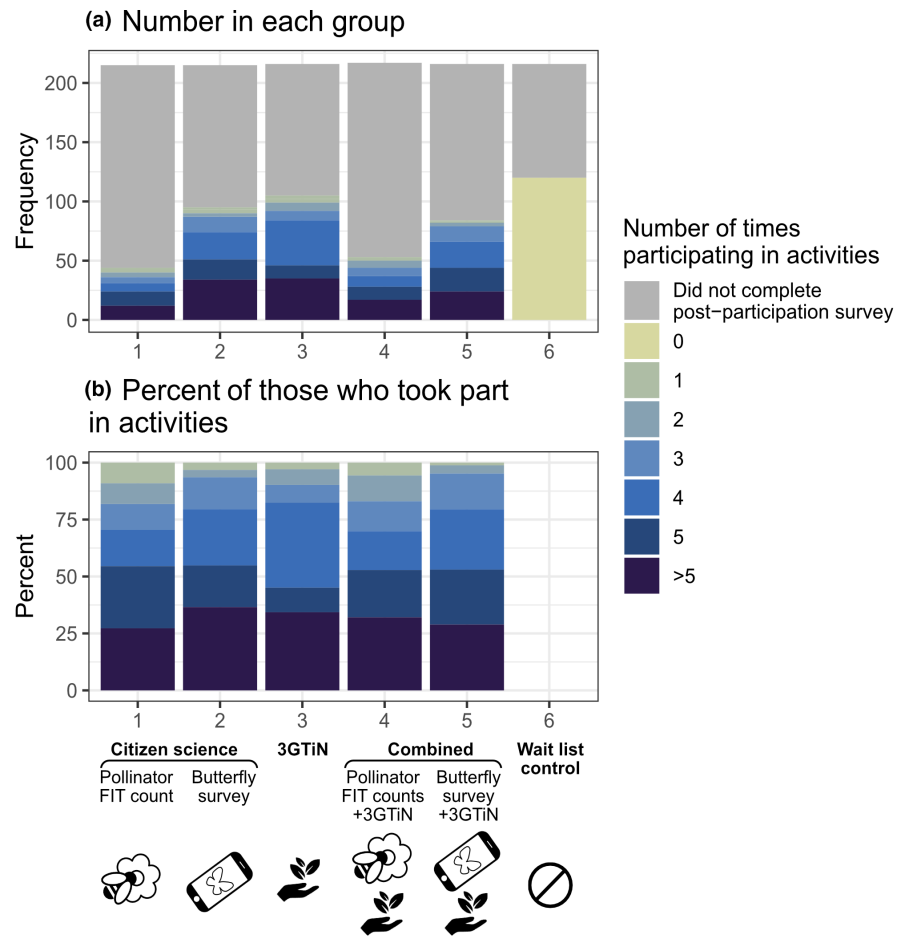 (a) Number in each group
Frequency
200
150
100
50
0
1 2 3 4 5 6
(b) Percent of those who took part
in activities
Percent
100
75
50
25
0
1 2 3 4 5 6
Citizen science
Pollinator
FIT count
Butterfly
survey
3GTiN
Combined
Pollinator
FIT counts
+3GTiN
Butterfly
survey
+3GTiN
Wait list
control
Number of times
participating in activities
Did not complete
post−participation survey
0
1
2
3
4
5
>5